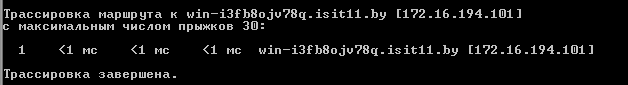 Трассировка маршрута к win-i3fb8ojv78q.isit11.by [172.16.194.101]
с максимальным числом прыжков 30:
1 <1 мс <1 мс <1 мс win-i3fb8ojv78q.isit11.by [172.16.194.101]
Трассировка завершена.